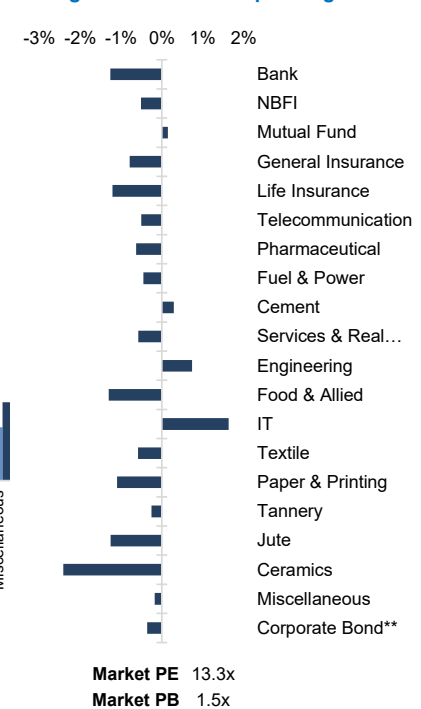 -3% -2% -1% 0% 1% 2%
Bank
NBFI
Mutual Fund
General Insurance
Life Insurance
Telecommunication
Pharmaceutical
Fuel & Power
Cement
Services & Real…
Engineering
Food & Allied
IT
Textile
Paper & Printing
Tannery
Jute
Ceramics
Miscellaneous
Corporate Bond**
Market PE 13.3x
Market PB 1.5x